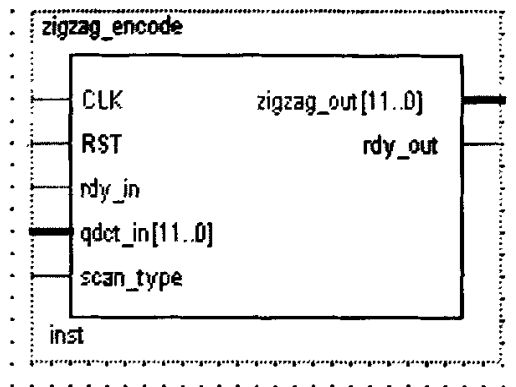 zigzag_encode
CLK zigzag_out[11..0]
RST rdy_out
rdy_in
qdct_in[11..0]
scan_type
inst